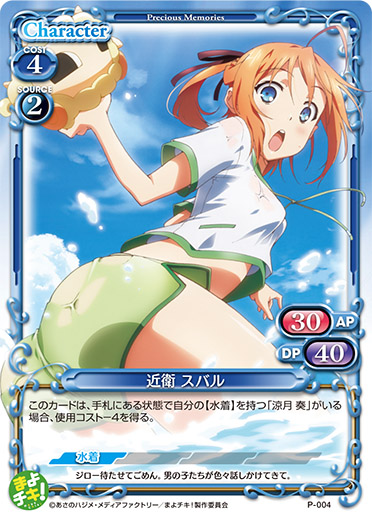 Precious Memories
Character
COST
4
SOURCE
2
30 AP
DP 40
近衛 スバル
このカードは、手札にある状態で自分の【水着】を持つ「涼月 奏」がいる
場合、使用コスト－4を得る。
水着
ジロー待たせてごめん。男の子たちが色々話しかけてきて。
まよチキ!
©あさのハジメ・メディアファクトリー／まよチキ!製作委員会
P-004